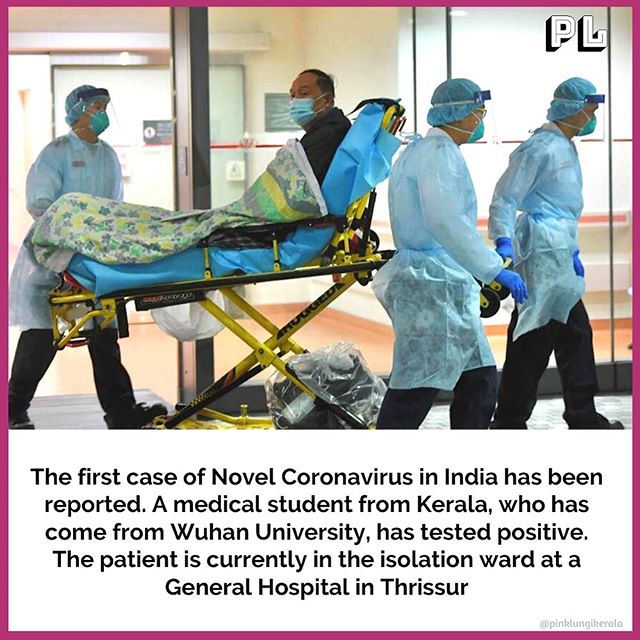 PL
The first case of Novel Coronavirus in India has been
reported. A medical student from Kerala, who has
come from Wuhan University, has tested positive.
The patient is currently in the isolation ward at a
General Hospital in Thrissur
@pinklungikerala